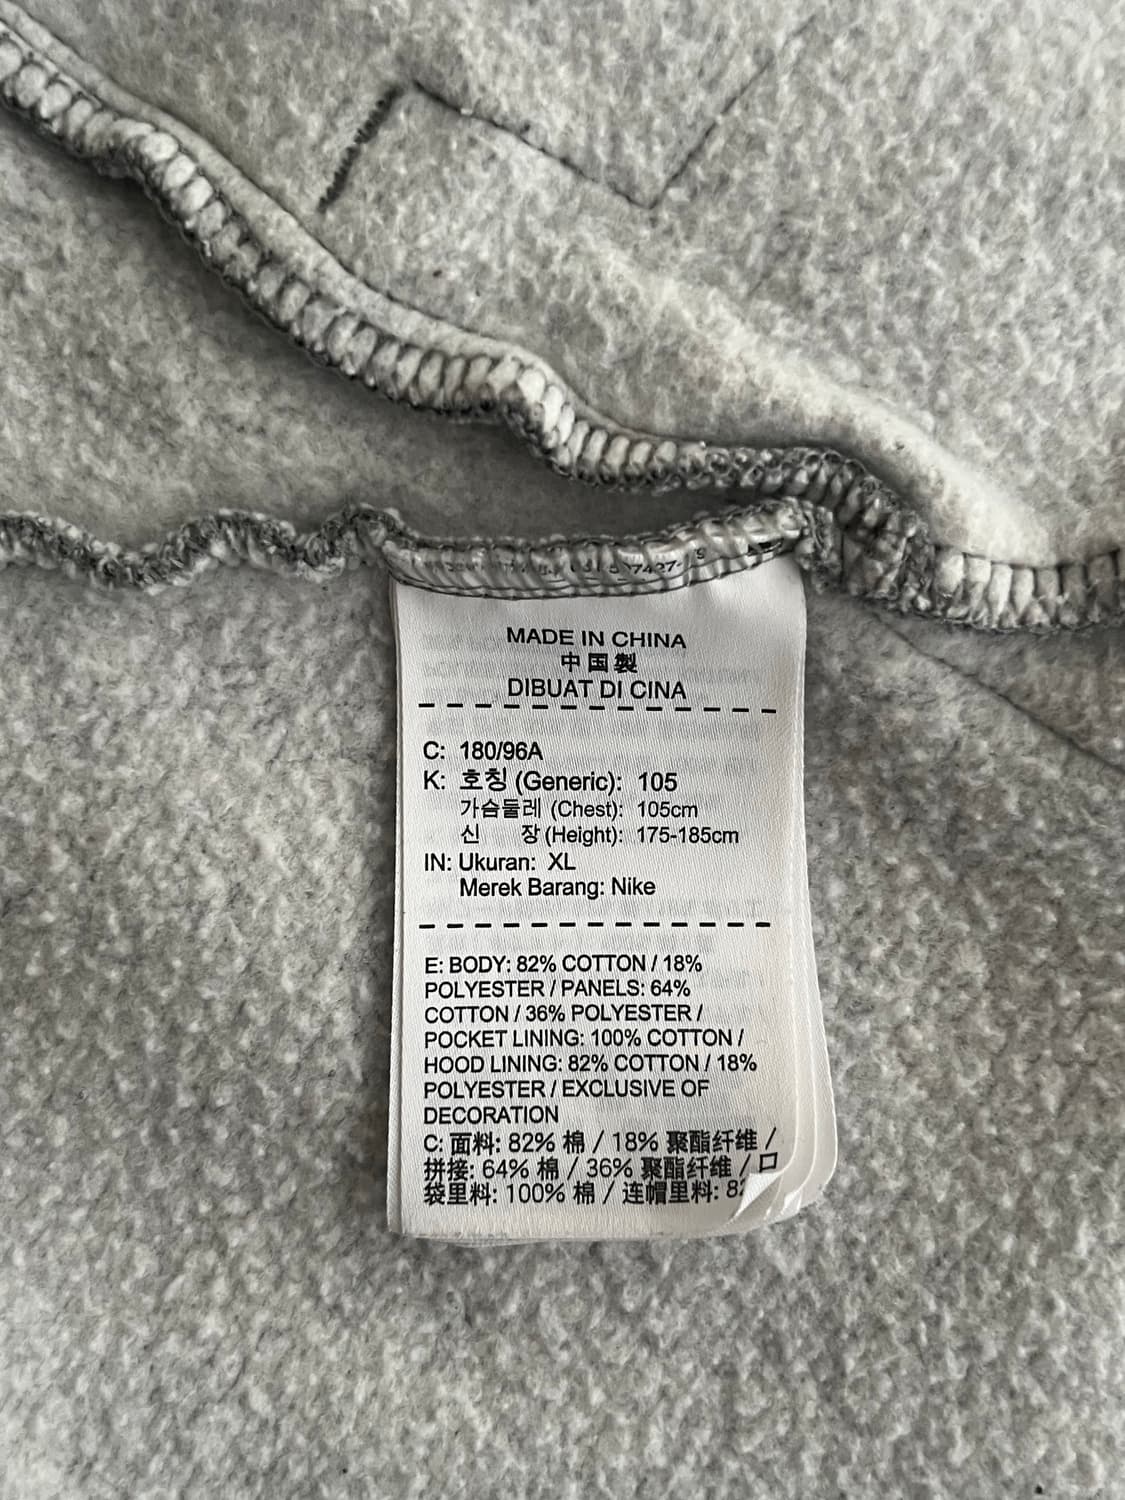 MADE IN CHINA
中国製
DIBUAT DI CINA
C: 180/96A
K: 호칭 (Generic): 105
가슴둘레 (Chest): 105cm
신 장 (Height): 175-185cm
IN: Ukuran: XL
Merek Barang: Nike
E: BODY: 82% COTTON / 18%
POLYESTER / PANELS: 64%
COTTON / 36% POLYESTER /
POCKET LINING: 100% COTTON /
HOOD LINING: 82% COTTON / 18%
POLYESTER / EXCLUSIVE OF
DECORATION
C: 面料: 82% 棉 / 18% 聚酯纤维 /
拼接: 64% 棉 / 36% 聚酯纤维 / 口
袋里料: 100% 棉 / 连帽里料: